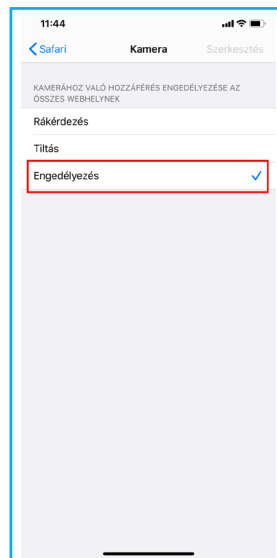 11:44
Safari
Kamera
Szerkesztés
KAMERÁHOZ VALÓ HOZZÁFÉRÉS ENGEDÉLYEZÉSE AZ
ÖSSZES WEBHELYNEK
Rákérdezés
Tiltás
Engedélyezés